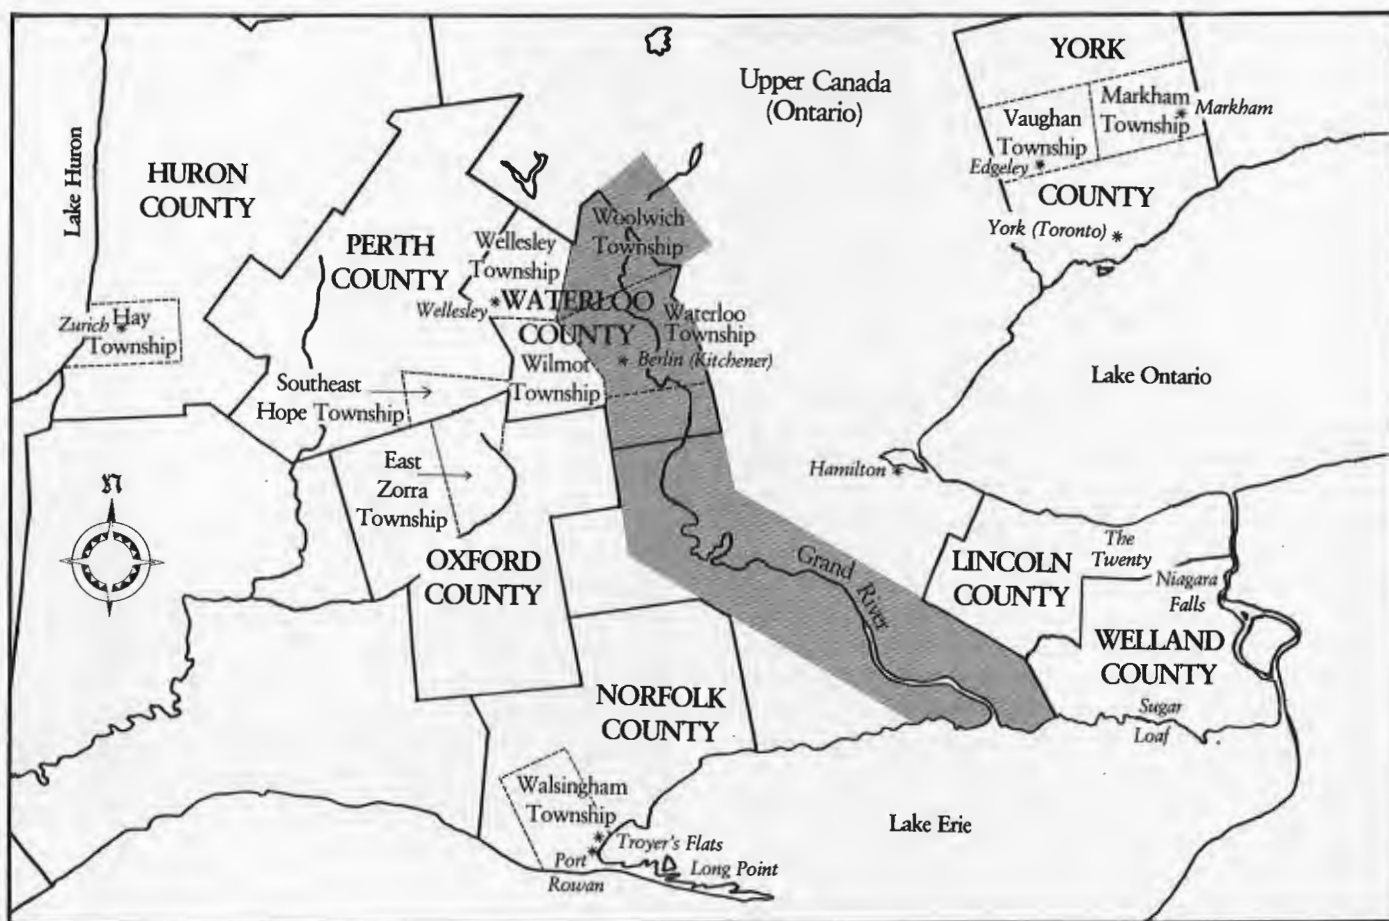 YORK
Upper Canada
(Ontario)
Markham
Township
Markham
Vaughan
Township
Edgeley
COUNTY
York (Toronto)
Lake Huron
HURON
COUNTY
PERTH
COUNTY
Woolwich
Township
Wellesley
Township
Wellesley
WATERLOO
COUNTY
Waterloo
Township
Berlin (Kitchener)
Wilmot
Township
Zurich
Hay
Township
Southeast
Hope Township
Lake Ontario
East
Zorra
Township
Hamilton
n
OXFORD
COUNTY
Grand
River
LINCOLN
COUNTY
The
Twenty
Niagara
Falls
WELLAND
COUNTY
Sugar
Loaf
NORFOLK
COUNTY
Walsingham
Township
Troyer's Flats
Port
Rowan
Long Point
Lake Erie